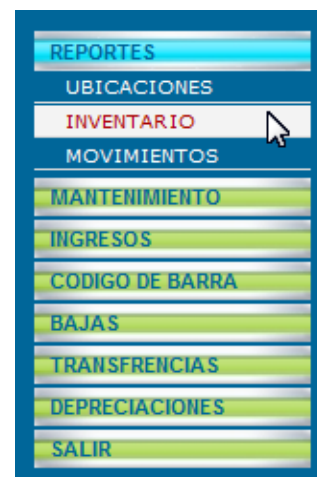 REPORTES
UBICACIONES
INVENTARIO
MOVIMIENTOS
MANTENIMIENTO
INGRESOS
CODIGO DE BARRA
BAJAS
TRANSFRENCIAS
DEPRECIACIONES
SALIR